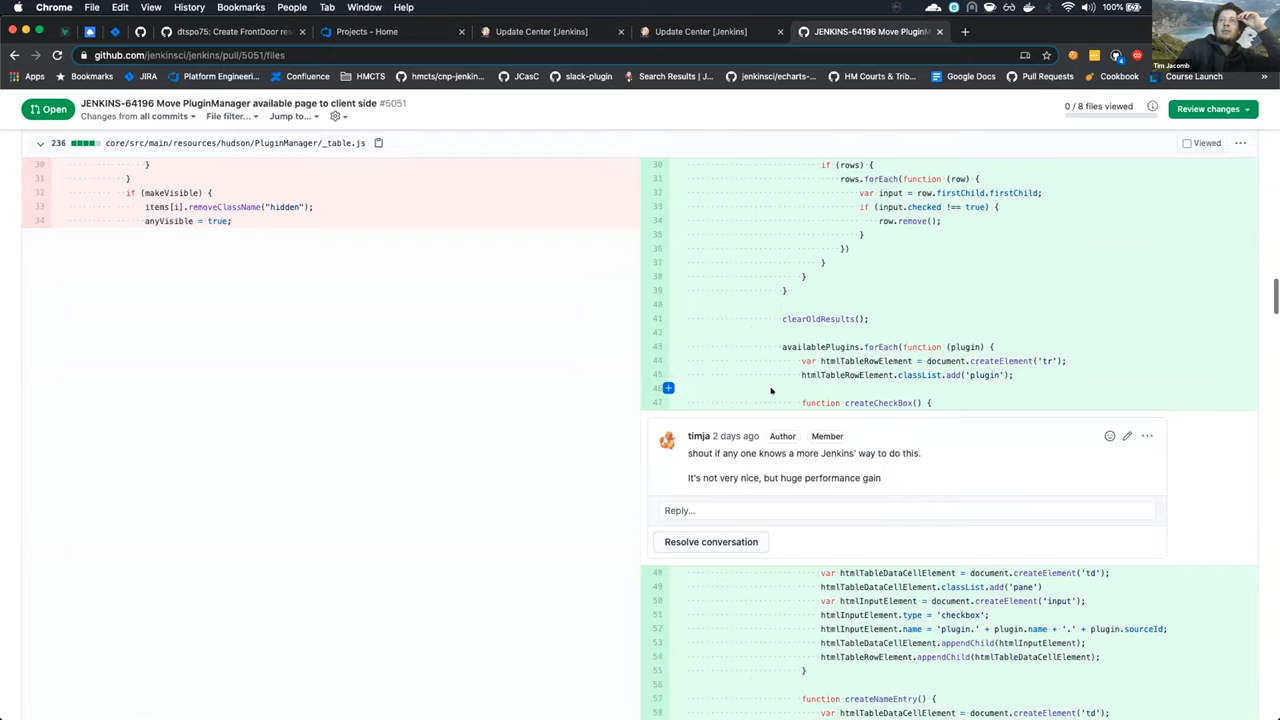 Chrome File Edit View History Bookmarks People Tab Window Help 100%
dtspo75: Create FrontDoor re
Projects - Home
Update Center [Jenkins]
Update Center [Jenkins]
JENKINS-64196 Move PluginM
github.com/jenkinsci/jenkins/pull/5051/files
Apps Bookmarks JIRA Platform Engineeri... Confluence HMCTS hmcts/cnp-jenkin... JCasC slack-plugin Search Results | J... jenkinsci/echarts-... HM Courts & Trib... Google Docs Pull Requests Cookbook Course Launch »
Tim Jacomb
Open
JENKINS-64196 Move PluginManager available page to client side #5051
Changes from all commits File filter... Jump to...
0 / 8 files viewed
Review changes
236 core/src/main/resources/hudson/PluginManager/_table.js
Viewed
30 }
31 }
32 if (makeVisible) {
33 items[i].removeClassName("hidden");
34 anyVisible = true;
30 if (rows) {
31 rows.forEach(function (row) {
32 var input = row.firstChild.firstChild;
33 if (input.checked !== true) {
34 row.remove();
35 }
36 })
37 }
38 }
39 }
40
41 clearOldResults();
42
43 availablePlugins.forEach(function (plugin) {
44 var htmlTableRowElement = document.createElement('tr');
45 htmlTableRowElement.classList.add('plugin');
46
47 function createCheckBox() {
timja 2 days ago Author Member
shout if any one knows a more Jenkins' way to do this.
It's not very nice, but huge performance gain
Reply...
Resolve conversation
48 var htmlTableDataCellElement = document.createElement('td');
49 htmlTableDataCellElement.classList.add('pane')
50 var htmlInputElement = document.createElement('input');
51 htmlInputElement.type = 'checkbox';
52 htmlInputElement.name = 'plugin.' + plugin.name + '.' + plugin.sourceId;
53 htmlTableDataCellElement.appendChild(htmlInputElement);
54 htmlTableRowElement.appendChild(htmlTableDataCellElement);
55 }
56
57 function createNameEntry() {
58 var htmlTableDataCellElement = document.createElement('td');